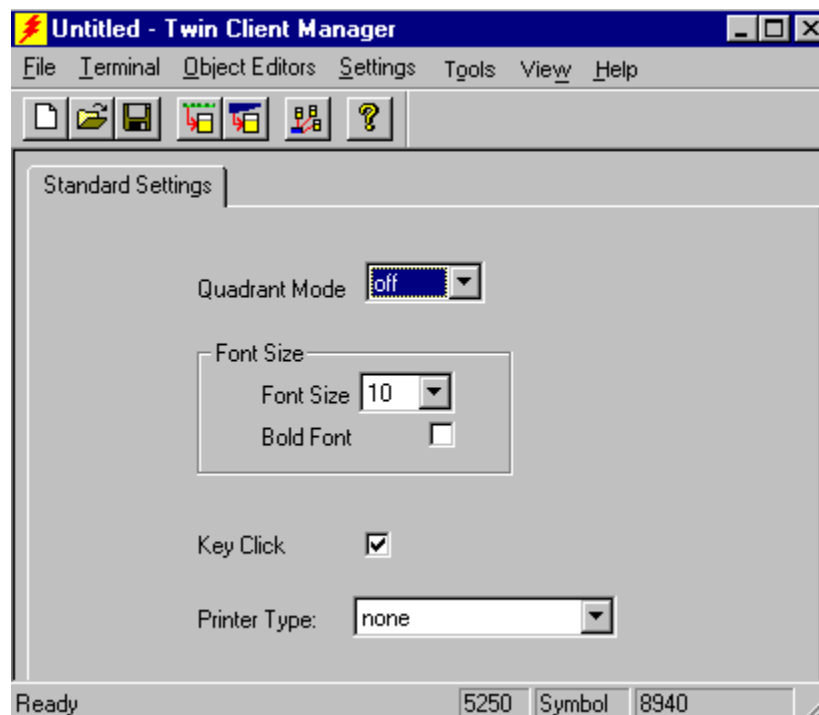 Untitled - Twin Client Manager
File Terminal Object Editors Settings Tools View Help
Standard Settings
Quadrant Mode off
Font Size
Font Size 10
Bold Font
Key Click
Printer Type: none
Ready 5250 Symbol 8940